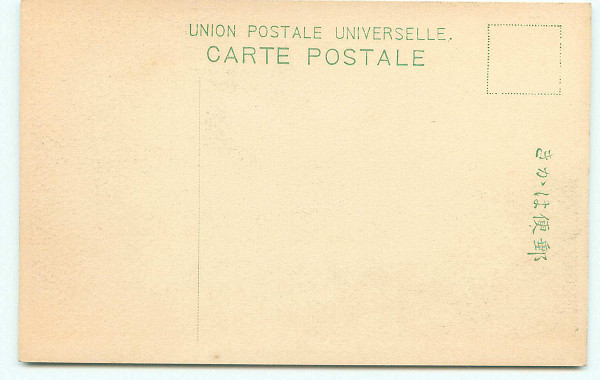 UNION POSTALE UNIVERSELLE.
CARTE POSTALE
郵便はかき